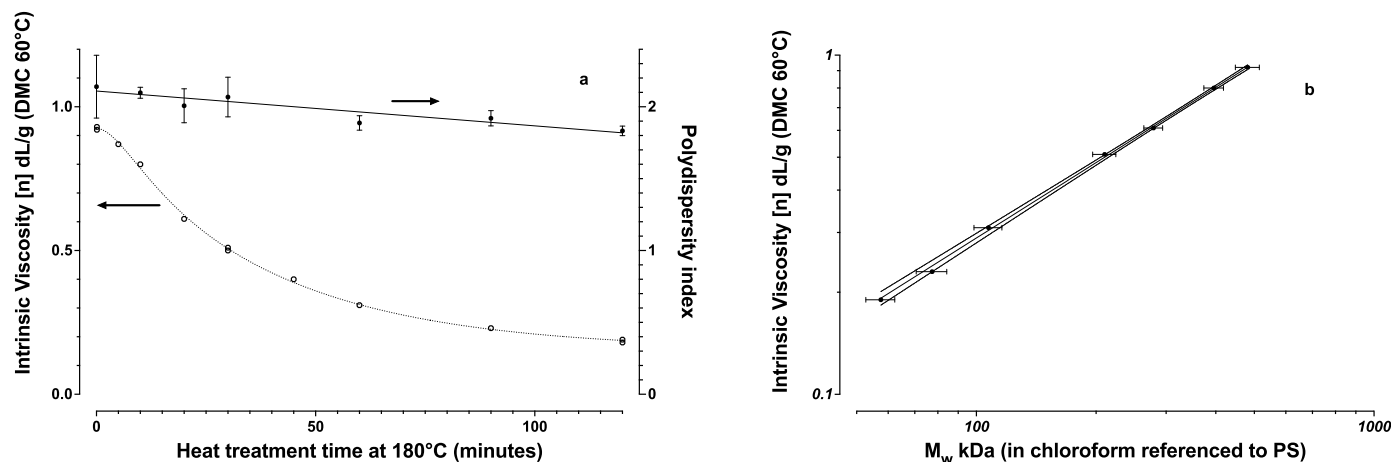 Intrinsic Viscosity [n] dL/g (DMC 60°C)
1.0
0.5
0.0
a
2
1
0
Polydispersity index
0
50
100
Heat treatment time at 180°C (minutes)
Intrinsic Viscosity [n] dL/g (DMC 60°C)
1
0.1
b
100
1000
Mw kDa (in chloroform referenced to PS)